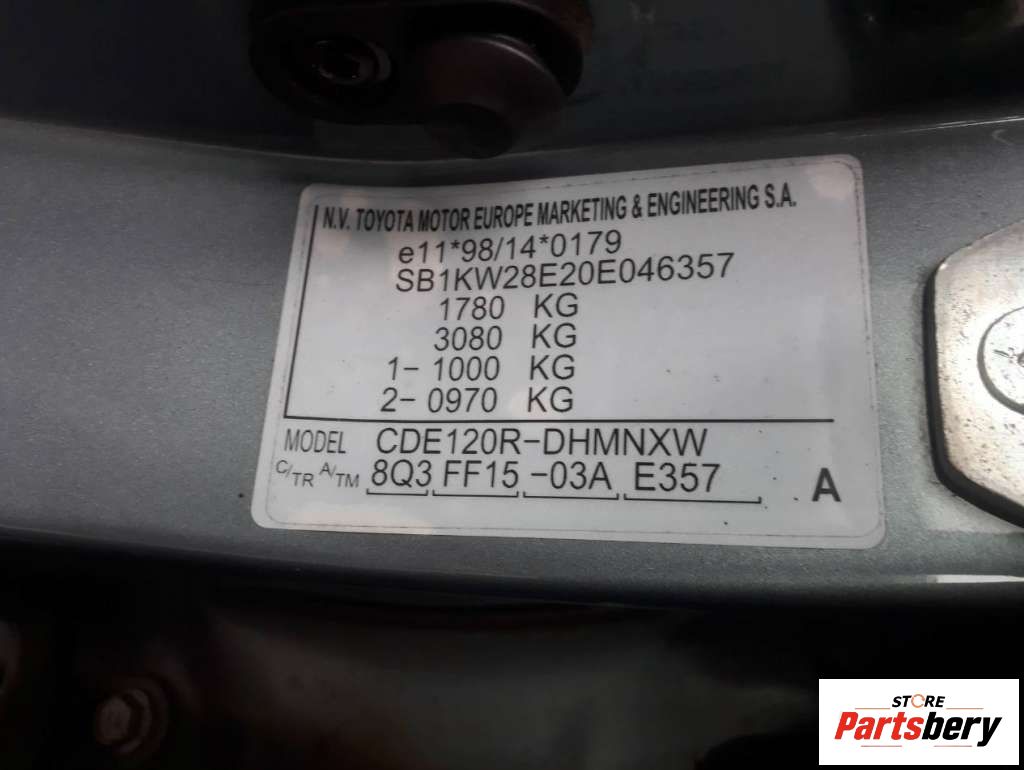 N.V. TOYOTA MOTOR EUROPE MARKETING & ENGINEERING S.A.
e11*98/14*0179
SB1KW28E20E046357
1780 KG
3080 KG
1- 1000 KG
2- 0970 KG
MODEL CDE120R-DHMNXW
C/TR A/TM 8Q3 FF15 -03A E357 A
STORE
Partsbery